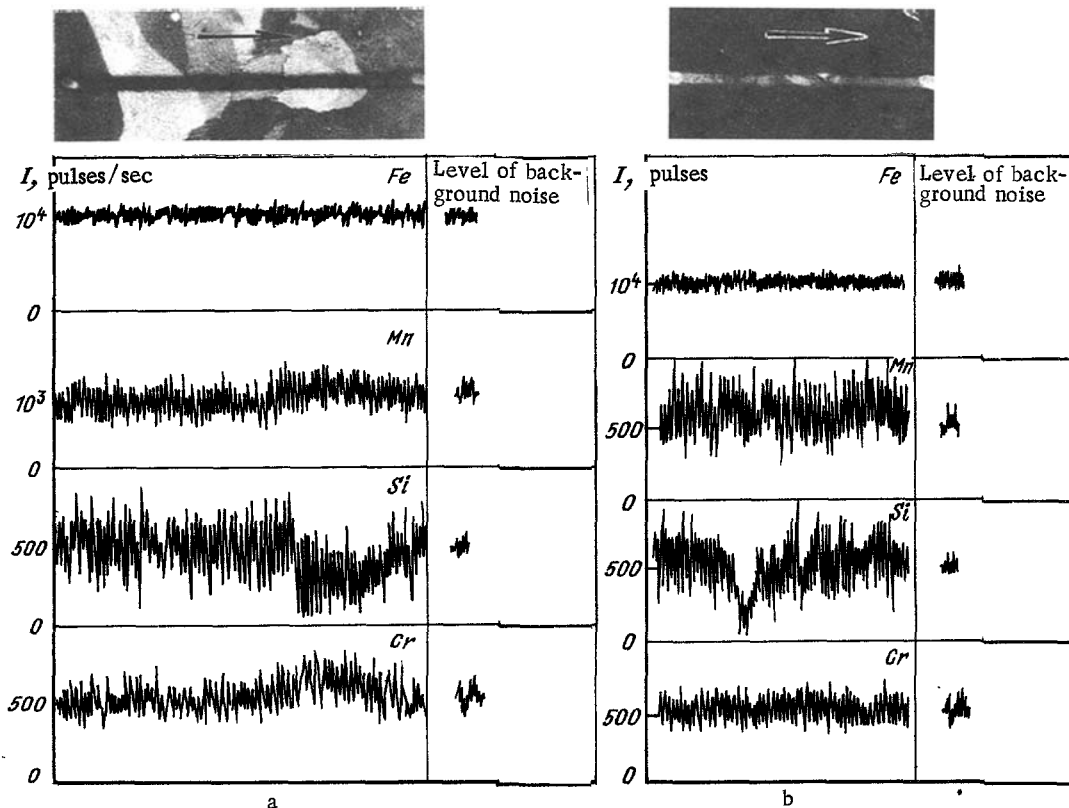 I, pulses/sec
Fe
Level of back-
ground noise
10⁴
0
Mn
10³
0
Si
500
0
Cr
500
0
a
I, pulses
Fe
Level of back-
ground noise
10⁴
0
Mn
500
0
Si
500
0
Cr
500
0
b